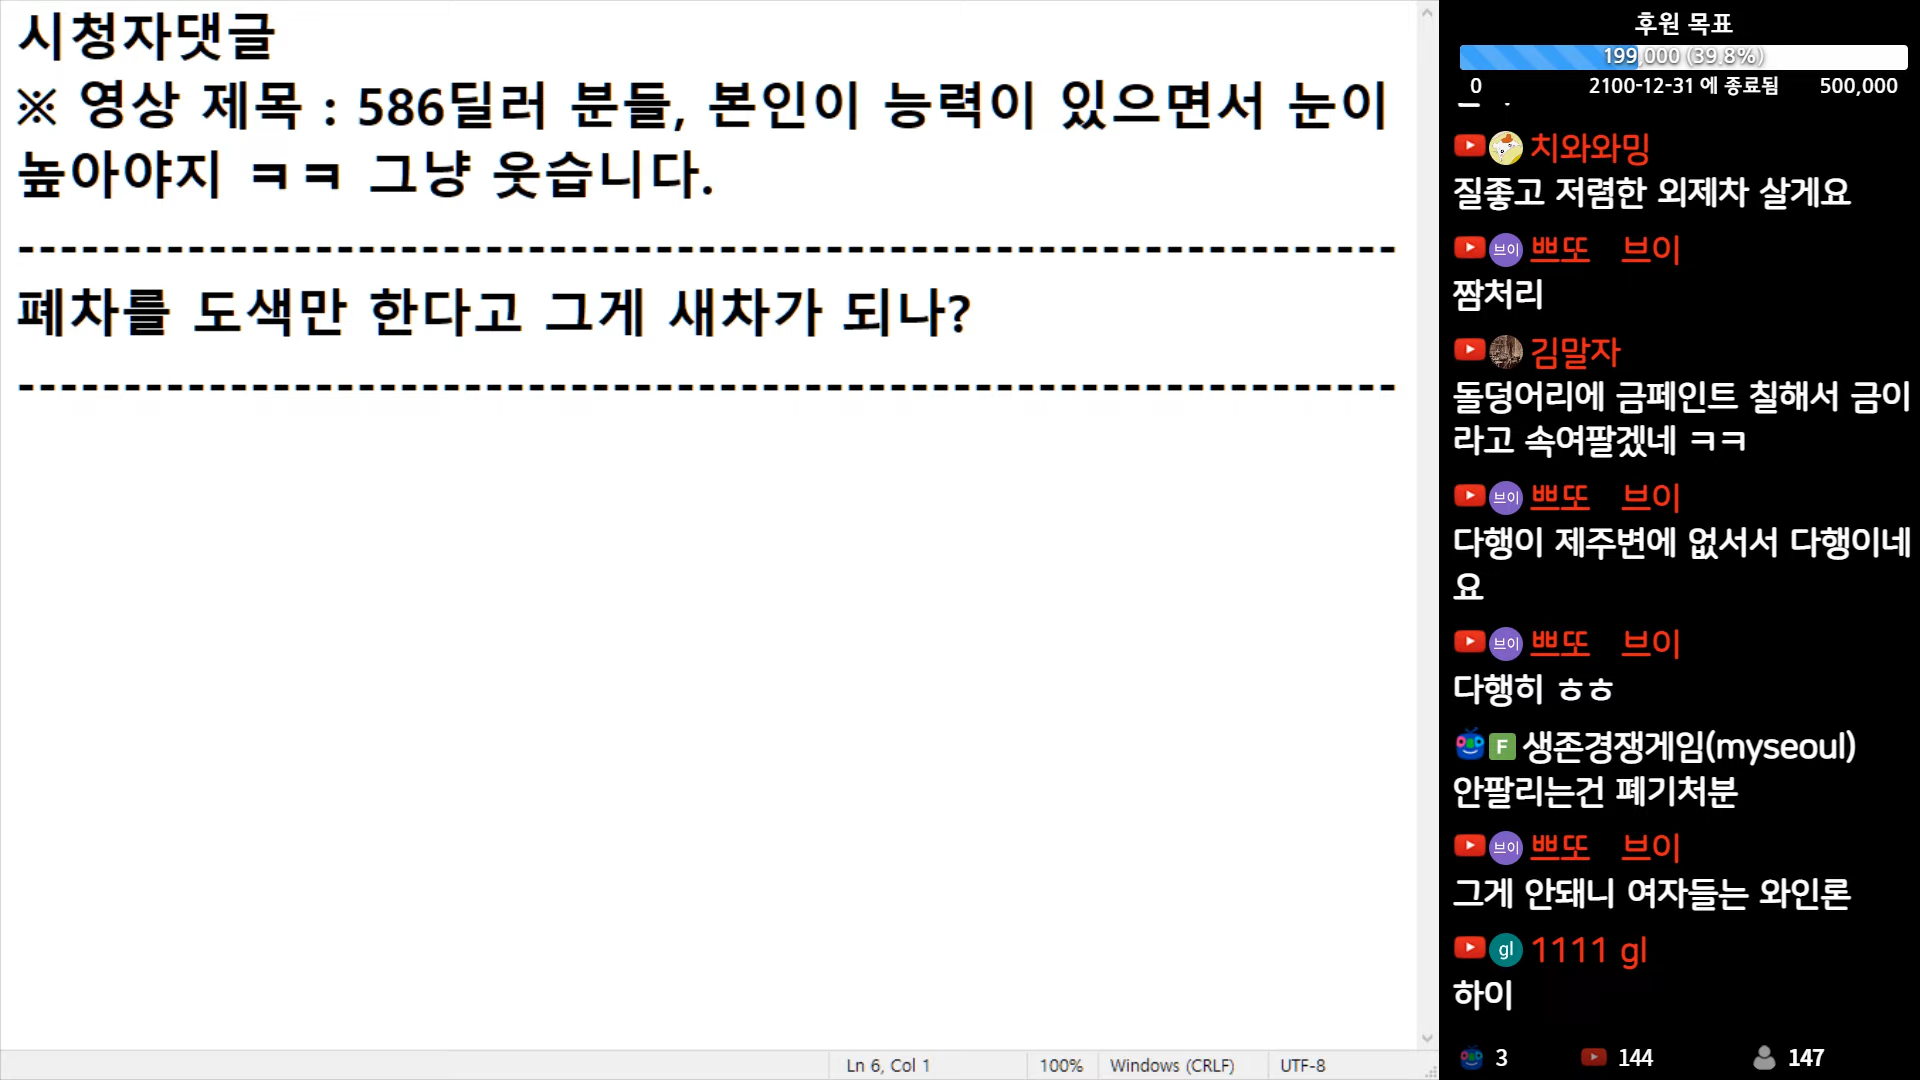 시청자댓글
※ 영상 제목 : 586딜러 분들, 본인이 능력이 있으면서 눈이
높아야지 ㅋㅋ 그냥 웃습니다.
-----------------------------------------------------------------
폐차를 도색만 한다고 그게 새차가 되나?
-----------------------------------------------------------------
Ln 6, Col 1 100% Windows (CRLF) UTF-8
후원 목표
199,000 (39.8%)
0 2100-12-31 에 종료됨 500,000
치와와밍
질좋고 저렴한 외제차 살게요
브이 쁘또 브이
짬처리
김말자
돌덩어리에 금페인트 칠해서 금이
라고 속여팔겠네 ㅋㅋ
브이 쁘또 브이
다행이 제주변에 없서서 다행이네
요
브이 쁘또 브이
다행히 ㅎㅎ
F 생존경쟁게임(myseoul)
안팔리는건 폐기처분
브이 쁘또 브이
그게 안돼니 여자들는 와인론
gl 1111 gl
하이
3 144 147